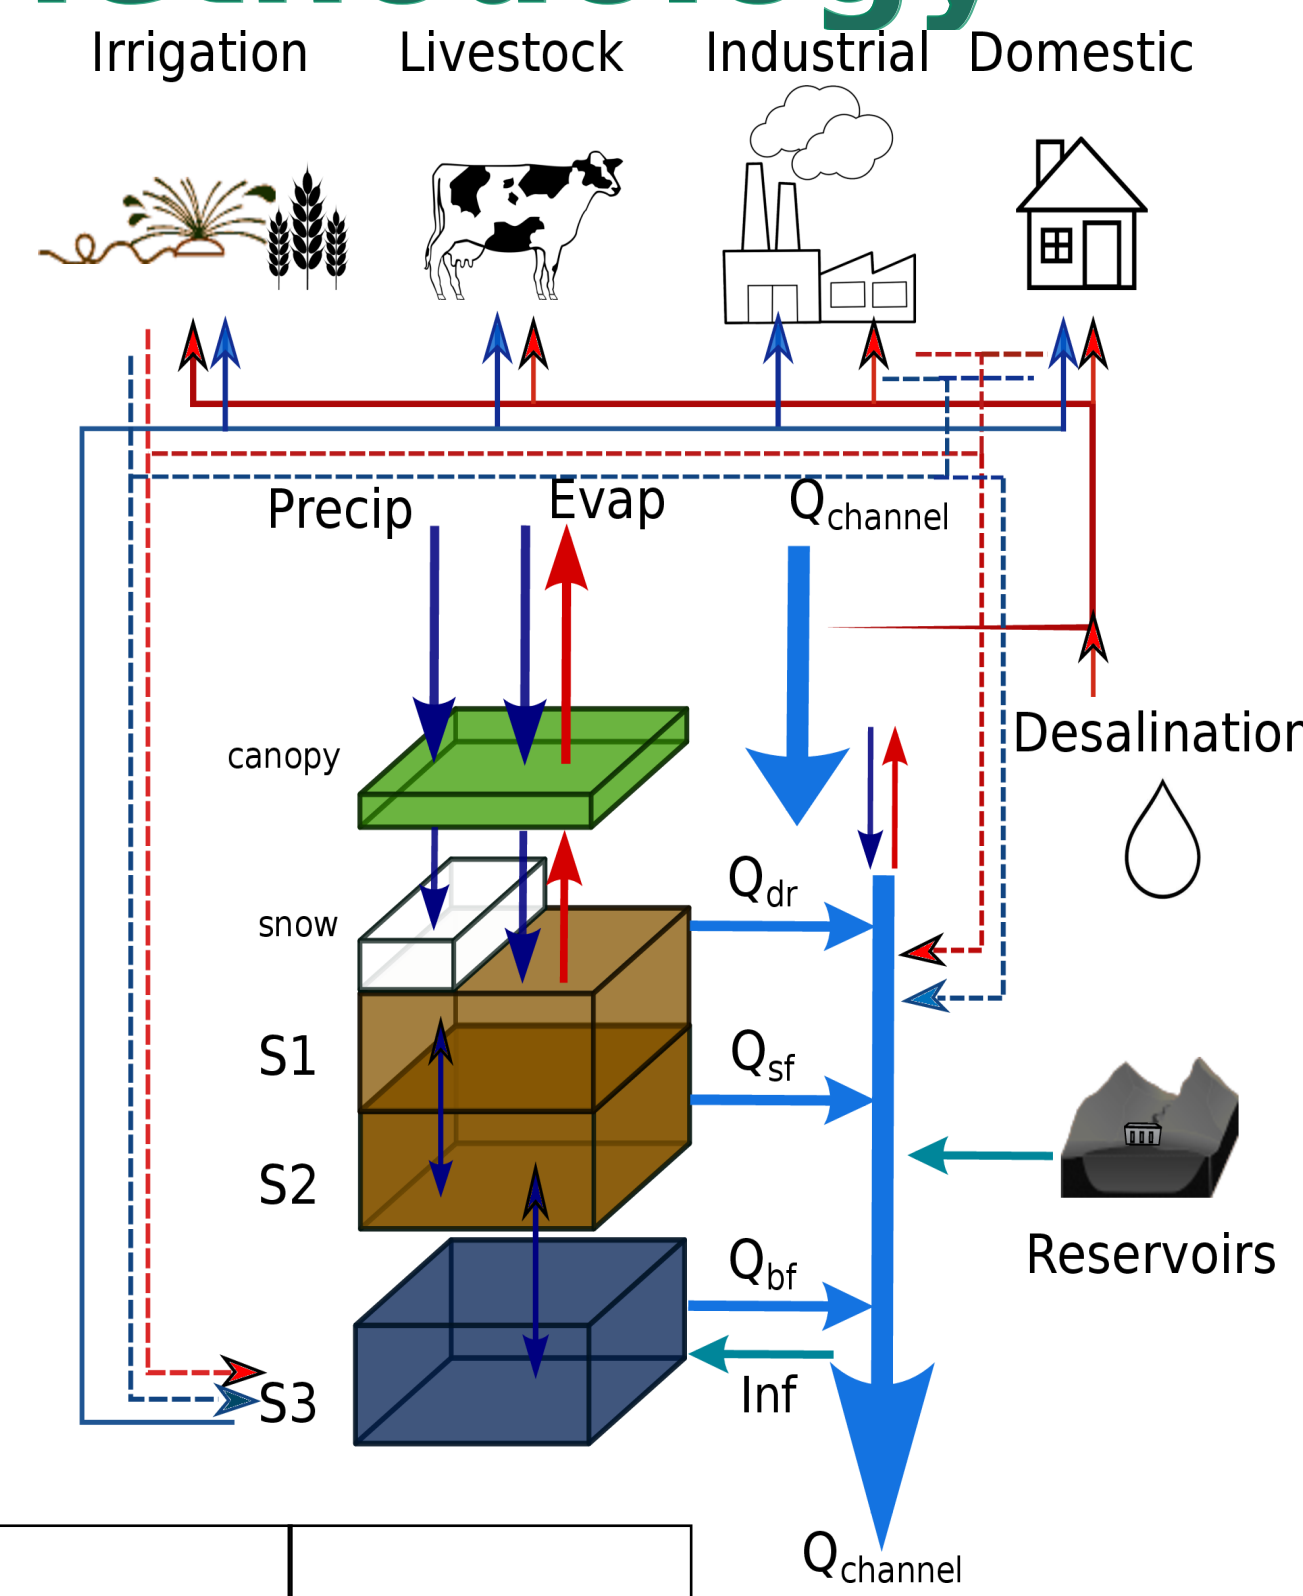 Irrigation Livestock Industrial Domestic
Precip Evap Qchannel
Desalination
canopy
Qdr
snow
S1 Qsf
S2
Qbf Reservoirs
Inf
S3
Qchannel